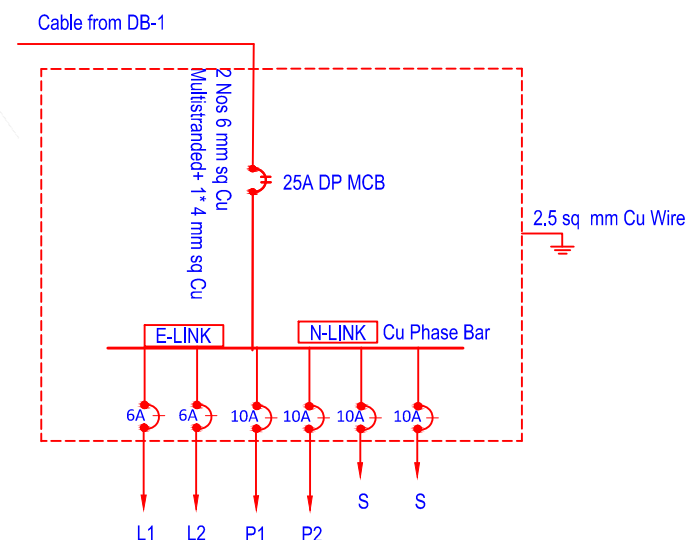 Cable from DB-1
2 Nos 6 mm sq Cu
Multistranded+ 1* 4 mm sq Cu
25A DP MCB
2.5 sq mm Cu Wire
E-LINK
N-LINK
Cu Phase Bar
6A
6A
10A
10A
10A
10A
L1
L2
P1
P2
S
S